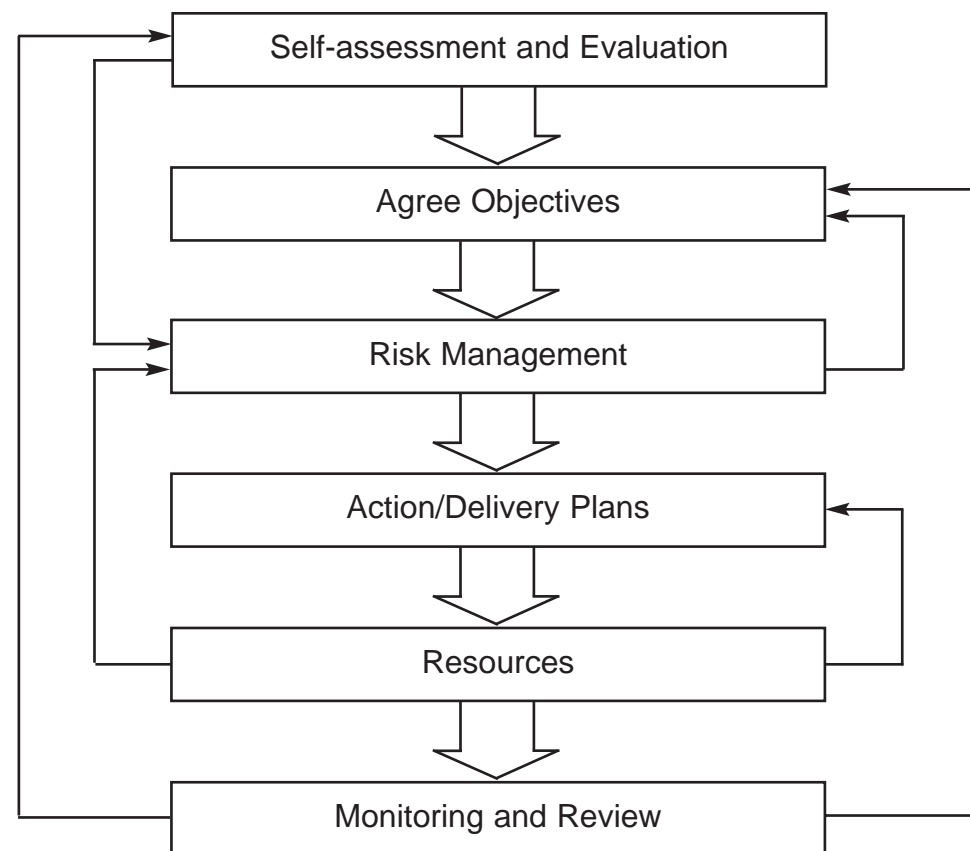 Self-assessment and Evaluation
Agree Objectives
Risk Management
Action/Delivery Plans
Resources
Monitoring and Review